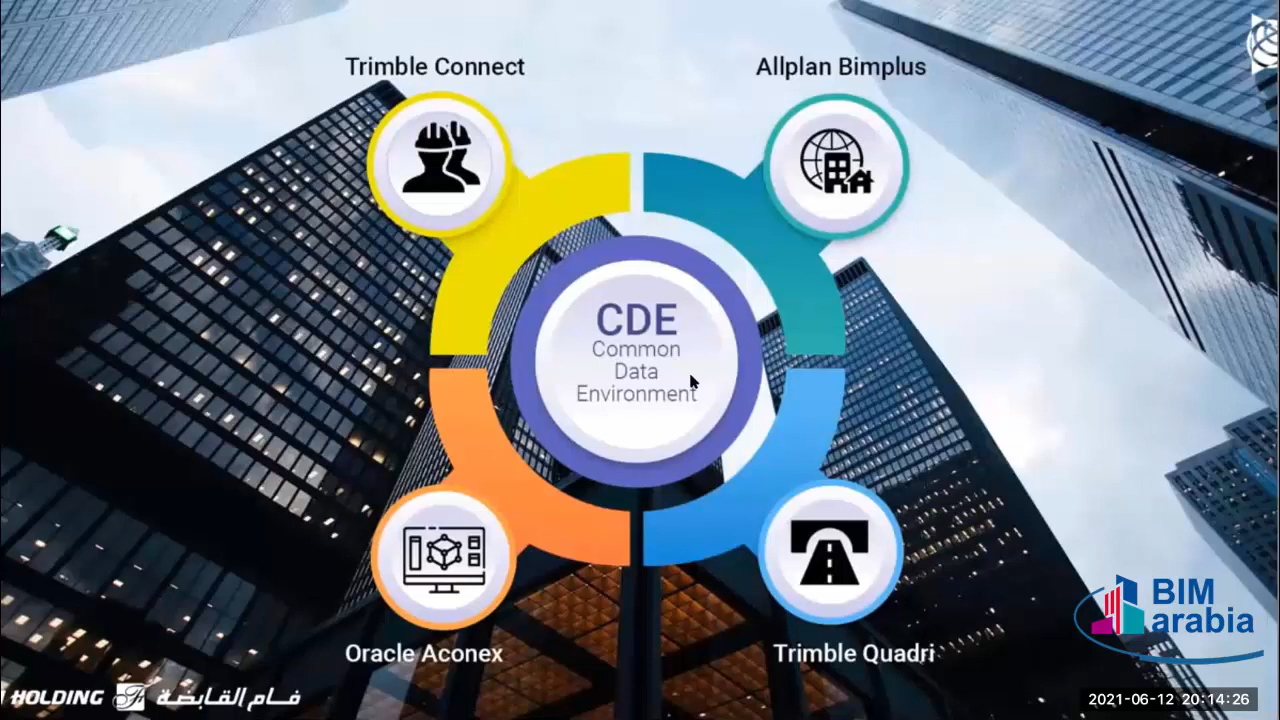 Trimble Connect
Allplan Bimplus
CDE
Common
Data
Environment
Oracle Aconex
Trimble Quadri
BIM
arabia
HOLDING فام القابضة
2021-06-12 20:14:26